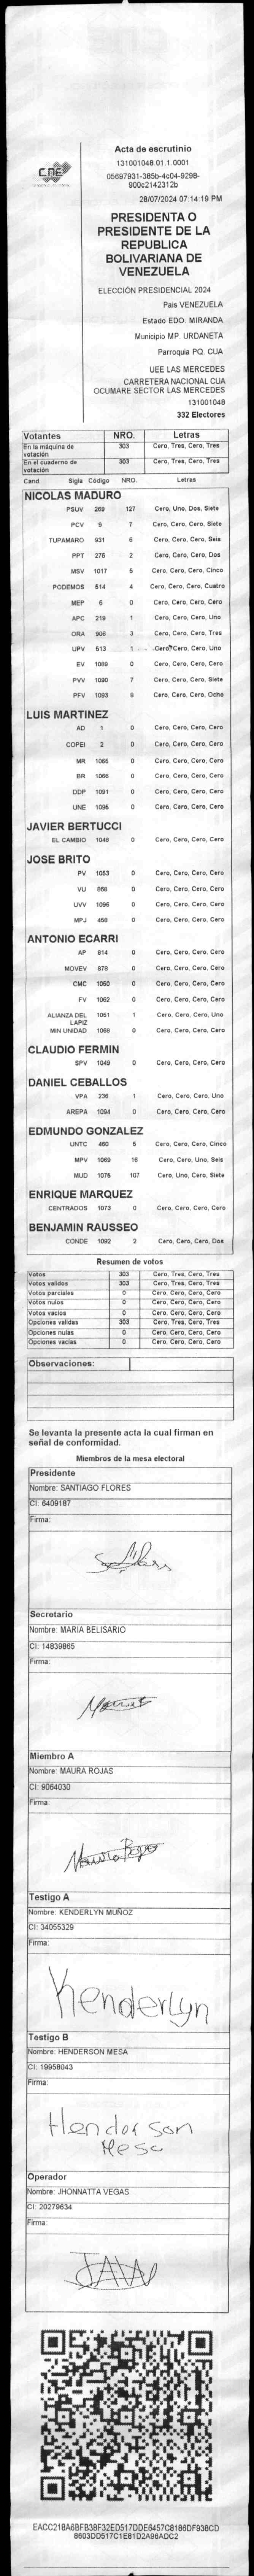 Acta de escrutinio
131001048.01.1.0001
05697931-385b-4c04-9298-
900c2142312b
28/07/2024 07:14:19 PM
CNE
PRESIDENTA O
PRESIDENTE DE LA
REPUBLICA
BOLIVARIANA DE
VENEZUELA
ELECCIÓN PRESIDENCIAL 2024
Pais VENEZUELA
Estado EDO. MIRANDA
Municipio MP. URDANETA
Parroquia PQ. CUA
UEE LAS MERCEDES
CARRETERA NACIONAL CUA
OCUMARE SECTOR LAS MERCEDES
131001048
332 Electores
Votantes NRO. Letras
En la máquina de votación 303 Cero, Tres, Cero, Tres
En el cuaderno de votación 303 Cero, Tres, Cero, Tres
Cand. Sigla Código NRO. Letras
NICOLAS MADURO
PSUV 269 127 Cero, Uno, Dos, Siete
PCV 9 7 Cero, Cero, Cero, Siete
TUPAMARO 931 6 Cero, Cero, Cero, Seis
PPT 276 2 Cero, Cero, Cero, Dos
MSV 1017 5 Cero, Cero, Cero, Cinco
PODEMOS 514 4 Cero, Cero, Cero, Cuatro
MEP 6 0 Cero, Cero, Cero, Cero
APC 219 1 Cero, Cero, Cero, Uno
ORA 906 3 Cero, Cero, Cero, Tres
UPV 513 1 Cero, Cero, Cero, Uno
EV 1089 0 Cero, Cero, Cero, Cero
PVV 1090 7 Cero, Cero, Cero, Siete
PFV 1093 8 Cero, Cero, Cero, Ocho
LUIS MARTINEZ
AD 1 0 Cero, Cero, Cero, Cero
COPEI 2 0 Cero, Cero, Cero, Cero
MR 1065 0 Cero, Cero, Cero, Cero
BR 1066 0 Cero, Cero, Cero, Cero
DDP 1091 0 Cero, Cero, Cero, Cero
UNE 1095 0 Cero, Cero, Cero, Cero
JAVIER BERTUCCI
EL CAMBIO 1046 0 Cero, Cero, Cero, Cero
JOSE BRITO
PV 1053 0 Cero, Cero, Cero, Cero
VU 868 0 Cero, Cero, Cero, Cero
UVV 1096 0 Cero, Cero, Cero, Cero
MPJ 468 0 Cero, Cero, Cero, Cero
ANTONIO ECARRI
AP 814 0 Cero, Cero, Cero, Cero
MOVEV 878 0 Cero, Cero, Cero, Cero
CMC 1050 0 Cero, Cero, Cero, Cero
FV 1062 0 Cero, Cero, Cero, Cero
ALIANZA DEL LAPIZ 1051 1 Cero, Cero, Cero, Uno
MIN UNIDAD 1068 0 Cero, Cero, Cero, Cero
CLAUDIO FERMIN
SPV 1049 0 Cero, Cero, Cero, Cero
DANIEL CEBALLOS
VPA 236 1 Cero, Cero, Cero, Uno
AREPA 1094 0 Cero, Cero, Cero, Cero
EDMUNDO GONZALEZ
UNTC 460 5 Cero, Cero, Cero, Cinco
MPV 1069 16 Cero, Cero, Uno, Seis
MUD 1075 107 Cero, Uno, Cero, Siete
ENRIQUE MARQUEZ
CENTRADOS 1073 0 Cero, Cero, Cero, Cero
BENJAMIN RAUSSEO
CONDE 1092 2 Cero, Cero, Cero, Dos
Resumen de votos
Votos 303 Cero, Tres, Cero, Tres
Votos validos 303 Cero, Tres, Cero, Tres
Votos parciales 0 Cero, Cero, Cero, Cero
Votos nulos 0 Cero, Cero, Cero, Cero
Votos vacios 0 Cero, Cero, Cero, Cero
Opciones validas 303 Cero, Tres, Cero, Tres
Opciones nulas 0 Cero, Cero, Cero, Cero
Opciones vacias 0 Cero, Cero, Cero, Cero
Observaciones:
Se levanta la presente acta la cual firman en
señal de conformidad.
Miembros de la mesa electoral
Presidente
Nombre: SANTIAGO FLORES
CI: 6409187
Firma:
Secretario
Nombre: MARIA BELISARIO
CI: 14839865
Firma:
Miembro A
Nombre: MAURA ROJAS
CI: 9064030
Firma:
Testigo A
Nombre: KENDERLYN MUÑOZ
CI: 34055329
Firma:
Kenderlyn
Testigo B
Nombre: HENDERSON MESA
CI: 19958043
Firma:
Henderson
Mesa
Operador
Nombre: JHONNATTA VEGAS
CI: 20279634
Firma:
EACC218A6BFB38F32ED517DDE6457C8186DF938CD
8603DD517C1E81D2A96ADC2